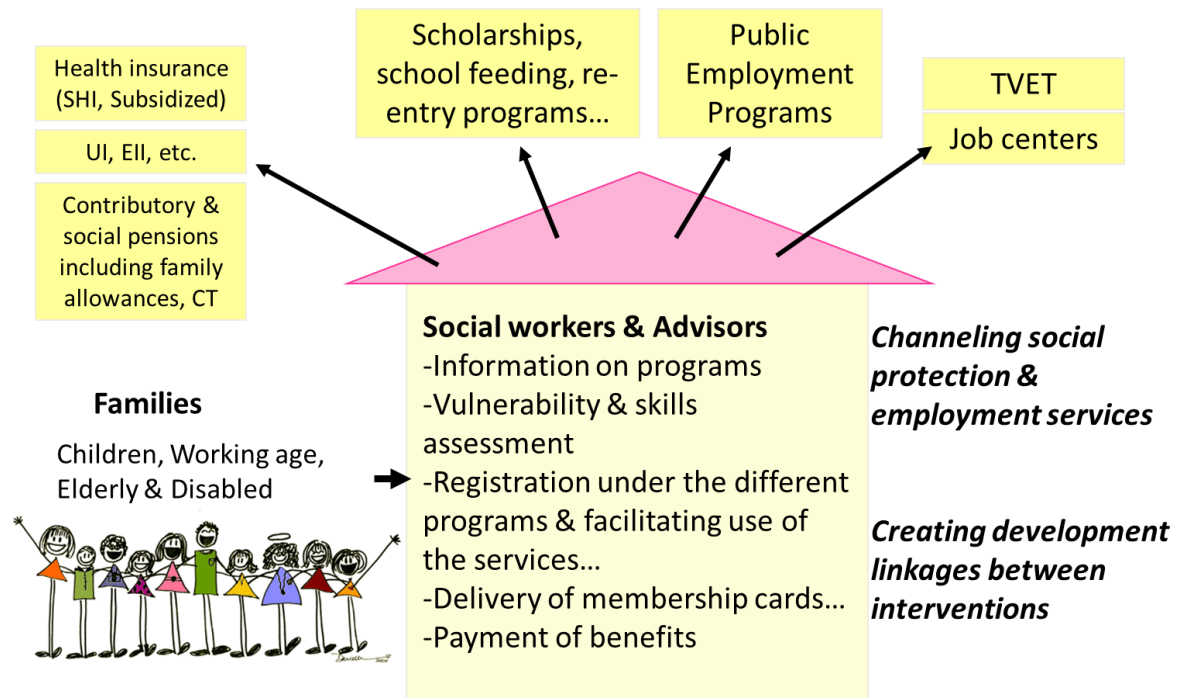 Health insurance
(SHI, Subsidized)
UI, EII, etc.
Contributory &
social pensions
including family
allowances, CT
Scholarships,
school feeding, re-
entry programs…
Public
Employment
Programs
TVET
Job centers
Families
Children, Working age,
Elderly & Disabled
Social workers & Advisors
-Information on programs
-Vulnerability & skills
assessment
-Registration under the different
programs & facilitating use of
the services…
-Delivery of membership cards…
-Payment of benefits
Channeling social
protection &
employment services
Creating development
linkages between
interventions